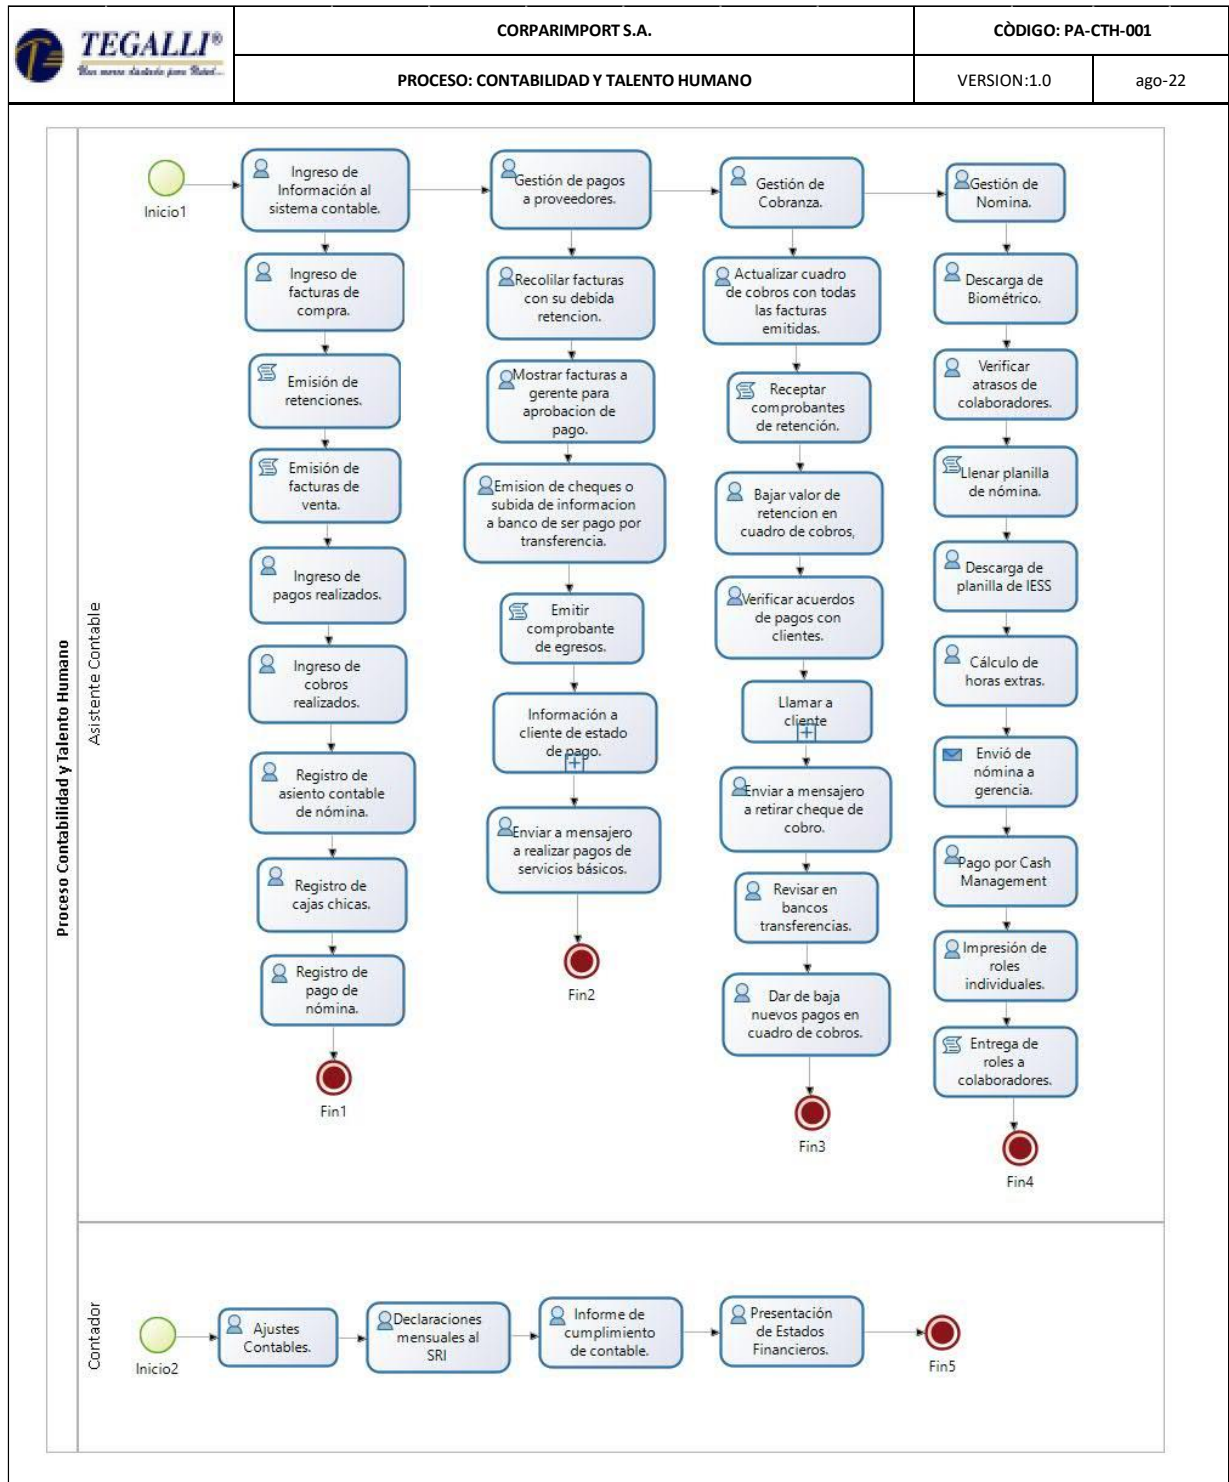 TEGALLI®
CORPARIMPORT S.A.
CÒDIGO: PA-CTH-001
PROCESO: CONTABILIDAD Y TALENTO HUMANO
VERSION:1.0
ago-22
Proceso Contabilidad y Talento Humano
Asistente Contable
Inicio1
Ingreso de
Información al
sistema contable.
Ingreso de
facturas de
compra.
Emisión de
retenciones.
Emisión de
facturas de
venta.
Ingreso de
pagos realizados.
Ingreso de
cobros
realizados.
Registro de
asiento contable
de nómina.
Registro de
cajas chicas.
Registro de
pago de
nómina.
Fin1
Gestión de pagos
a proveedores.
Recolilar facturas
con su debida
retencion.
Mostrar facturas a
gerente para
aprobacion de
pago.
Emision de cheques o
subida de informacion
a banco de ser pago por
transferencia.
Emitir
comprobante
de egresos.
Información a
cliente de estado
de pago.
Enviar a mensajero
a realizar pagos de
servicios básicos.
Fin2
Gestión de
Cobranza.
Actualizar cuadro
de cobros con todas
las facturas
emitidas.
Receptar
comprobantes
de retención.
Bajar valor de
retencion en
cuadro de cobros,
Verificar acuerdos
de pagos con
clientes.
Llamar a
cliente
Enviar a mensajero
a retirar cheque de
cobro.
Revisar en
bancos
transferencias.
Dar de baja
nuevos pagos en
cuadro de cobros.
Fin3
Gestión de
Nomina.
Descarga de
Biométrico.
Verificar
atrasos de
colaboradores.
Llenar planilla
de nómina.
Descarga de
planilla de IESS
Cálculo de
horas extras.
Envió de
nómina a
gerencia.
Pago por Cash
Management
Impresión de
roles
individuales.
Entrega de
roles a
colaboradores.
Fin4
Contador
Inicio2
Ajustes
Contables.
Declaraciones
mensuales al
SRI
Informe de
cumplimiento
de contable.
Presentación
de Estados
Financieros.
Fin5